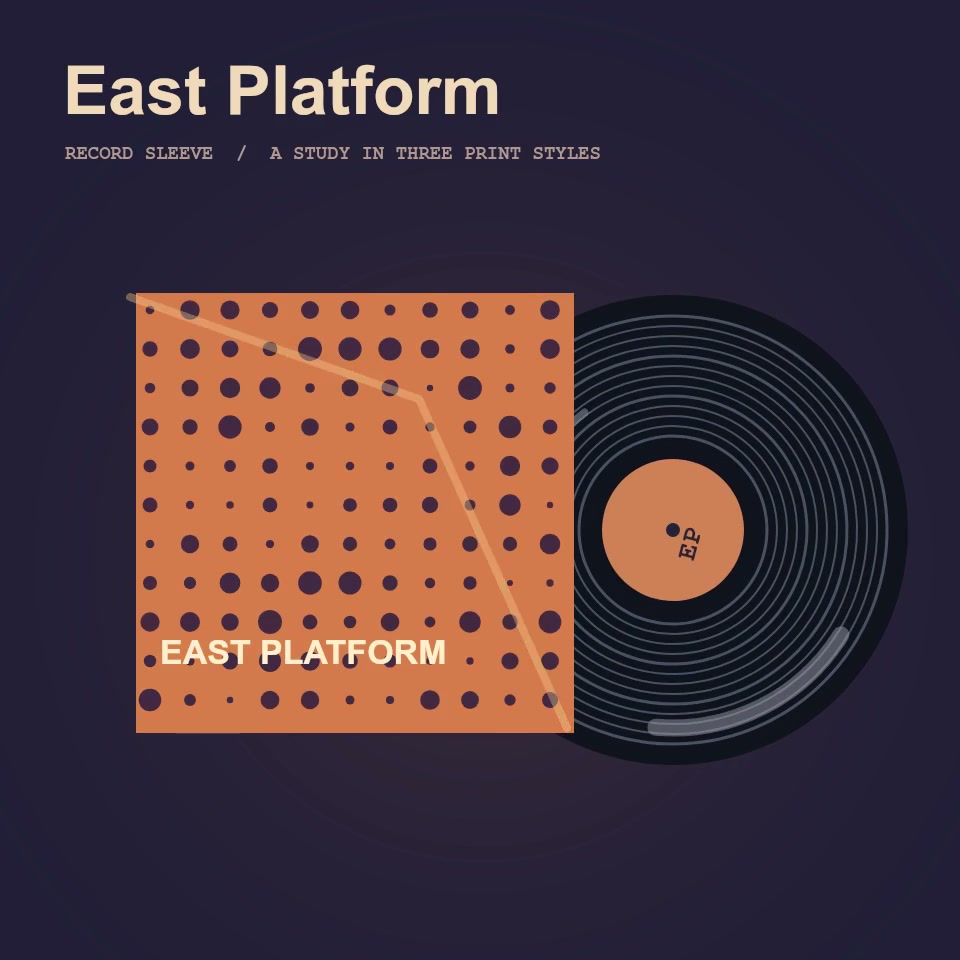 East Platform
RECORD SLEEVE / A STUDY IN THREE PRINT STYLES
EAST PLATFORM
EP